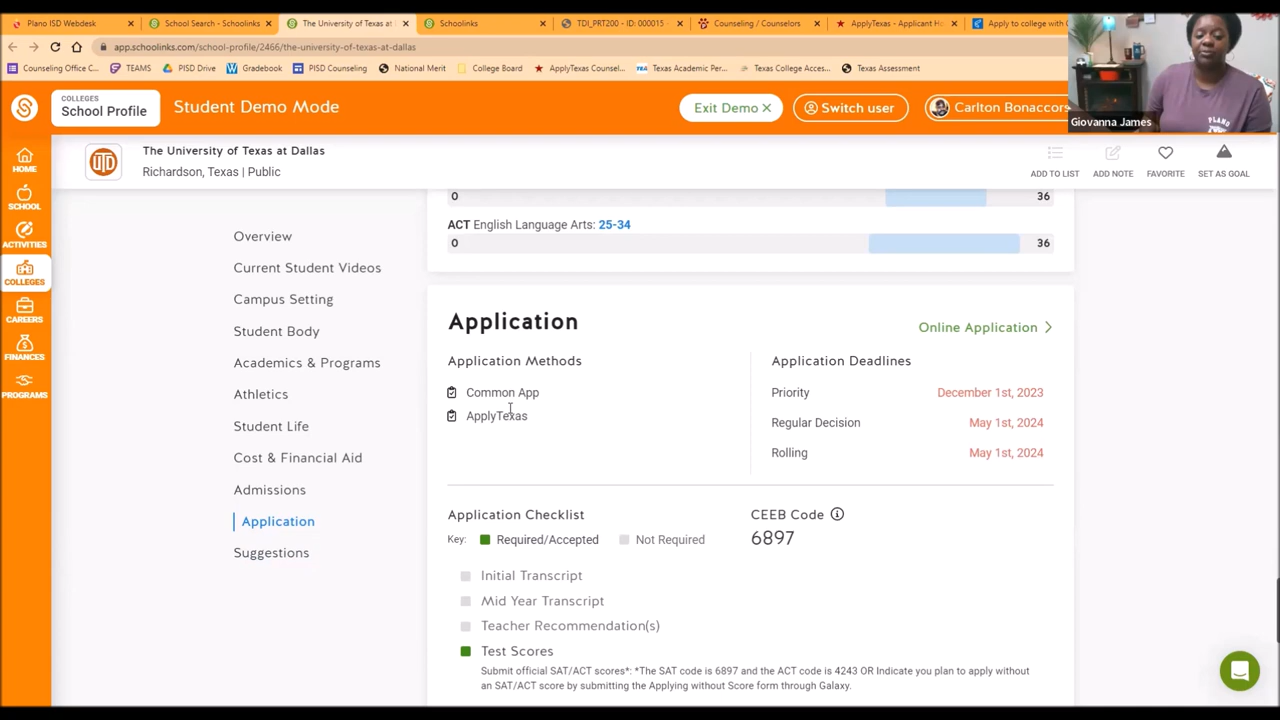 Plano ISD Webdesk
School Search - Schoolinks
The University of Texas at
Schoolinks
TDI_PRT200 - ID: 000015
Counseling / Counselors
ApplyTexas - Applicant Ho
Apply to college with C
app.schoolinks.com/school-profile/2466/the-university-of-texas-at-dallas
Counseling Office C...
TEAMS
PISD Drive
Gradebook
PISD Counseling
National Merit
College Board
ApplyTexas Counsel...
TEA
Texas Academic Per...
Texas College Acces...
Texas Assessment
COLLEGES
School Profile
Student Demo Mode
Exit Demo
Switch user
Carlton Bonaccors
PLANO
Giovanna James
HOME
SCHOOL
ACTIVITIES
COLLEGES
CAREERS
FINANCES
PROGRAMS
UTD
The University of Texas at Dallas
Richardson, Texas | Public
ADD TO LIST
ADD NOTE
FAVORITE
SET AS GOAL
Overview
Current Student Videos
Campus Setting
Student Body
Academics & Programs
Athletics
Student Life
Cost & Financial Aid
Admissions
Application
Suggestions
0 36
ACT English Language Arts: 25-34
0 36
Application
Online Application
Application Methods
Common App
ApplyTexas
Application Deadlines
Priority December 1st, 2023
Regular Decision May 1st, 2024
Rolling May 1st, 2024
Application Checklist
Key: Required/Accepted Not Required
CEEB Code
6897
Initial Transcript
Mid Year Transcript
Teacher Recommendation(s)
Test Scores
Submit official SAT/ACT scores*: *The SAT code is 6897 and the ACT code is 4243 OR Indicate you plan to apply without
an SAT/ACT score by submitting the Applying without Score form through Galaxy.